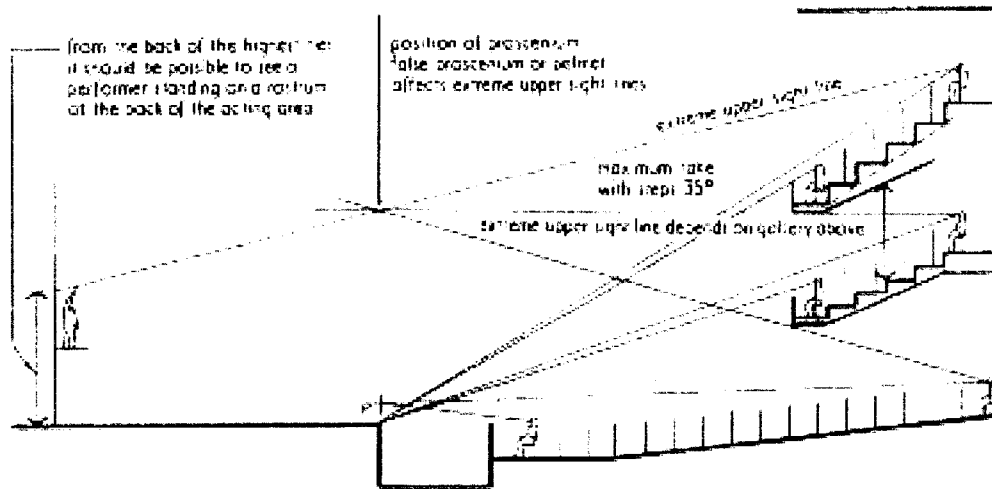 from the back of the highest tier
it should be possible to see a
performer standing on a rostrum
at the back of the acting area
position of proscenium
false proscenium or pelmet
affects extreme upper sight lines
extreme upper sight line
maximum rake
with steps 35°
extreme upper sight line depends on gallery above